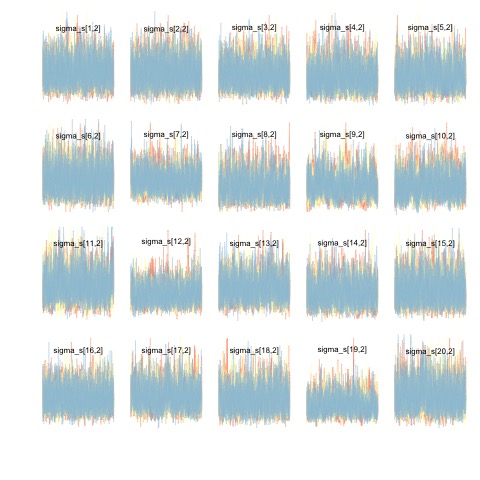 sigma_s[1,2] sigma_s[2,2] sigma_s[3,2] sigma_s[4,2] sigma_s[5,2]
sigma_s[6,2] sigma_s[7,2] sigma_s[8,2] sigma_s[9,2] sigma_s[10,2]
sigma_s[11,2] sigma_s[12,2] sigma_s[13,2] sigma_s[14,2] sigma_s[15,2]
sigma_s[16,2] sigma_s[17,2] sigma_s[18,2] sigma_s[19,2] sigma_s[20,2]